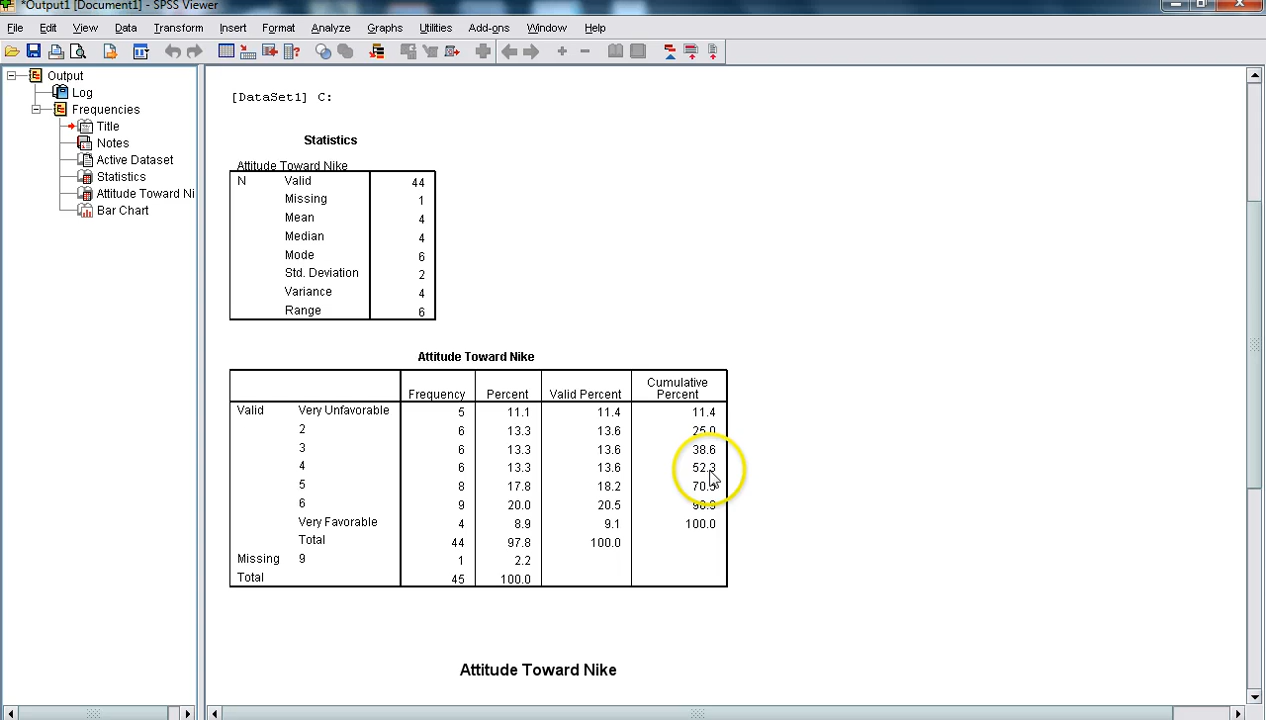 *Output1 [Document1] - SPSS Viewer
File Edit View Data Transform Insert Format Analyze Graphs Utilities Add-ons Window Help
Output
Log
Frequencies
Title
Notes
Active Dataset
Statistics
Attitude Toward Ni
Bar Chart
[DataSet1] C:
Statistics
Attitude Toward Nike
N Valid 44
Missing 1
Mean 4
Median 4
Mode 6
Std. Deviation 2
Variance 4
Range 6
Attitude Toward Nike
Frequency Percent Valid Percent Cumulative Percent
Valid Very Unfavorable 5 11.1 11.4 11.4
2 6 13.3 13.6 25.0
3 6 13.3 13.6 38.6
4 6 13.3 13.6 52.3
5 8 17.8 18.2
6 9 20.0 20.5
Very Favorable 4 8.9 9.1 100.0
Total 44 97.8 100.0
Missing 9 1 2.2
Total 45 100.0
Attitude Toward Nike